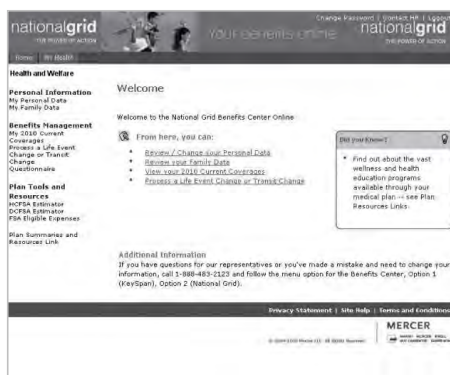 nationalgrid
THE POWER OF ACTION
Your benefits online
Change Password | Contact HR | Logout
nationalgrid
THE POWER OF ACTION
Home
My Health
Health and Welfare
Personal Information
My Personal Data
My Family Data
Benefits Management
My 2010 Current
Coverages
Process a Life Event
Change or Transit
Change
Questionnaire
Plan Tools and
Resources
HCFSA Estimator
DCFSA Estimator
FSA Eligible Expenses
Plan Summaries and
Resources Link
Welcome
Welcome to the National Grid Benefits Center Online
From here, you can:
• Review / Change your Personal Data
• Review your Family Data
• View your 2010 Current Coverages
• Process a Life Event Change or Transit Change
Did you Know?
• Find out about the vast
wellness and health
education programs
available through your
medical plan -- see Plan
Resources Links.
Additional Information
If you have questions for our representatives or you've made a mistake and need to change your
information, call 1-888-483-2123 and follow the menu option for the Benefits Center, Option 1
(KeySpan), Option 2 (National Grid).
Privacy Statement | Site Help | Terms and Conditions
MERCER